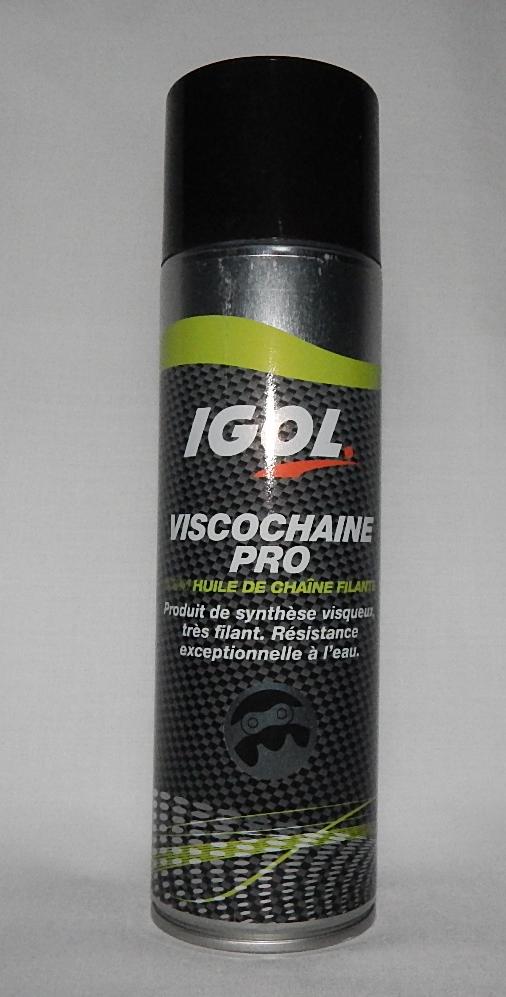 IGOL
VISCOCHAINE
PRO
HUILE DE CHAÎNE FILANTE
Produit de synthèse visqueux,
très filant. Résistance
exceptionnelle à l'eau.